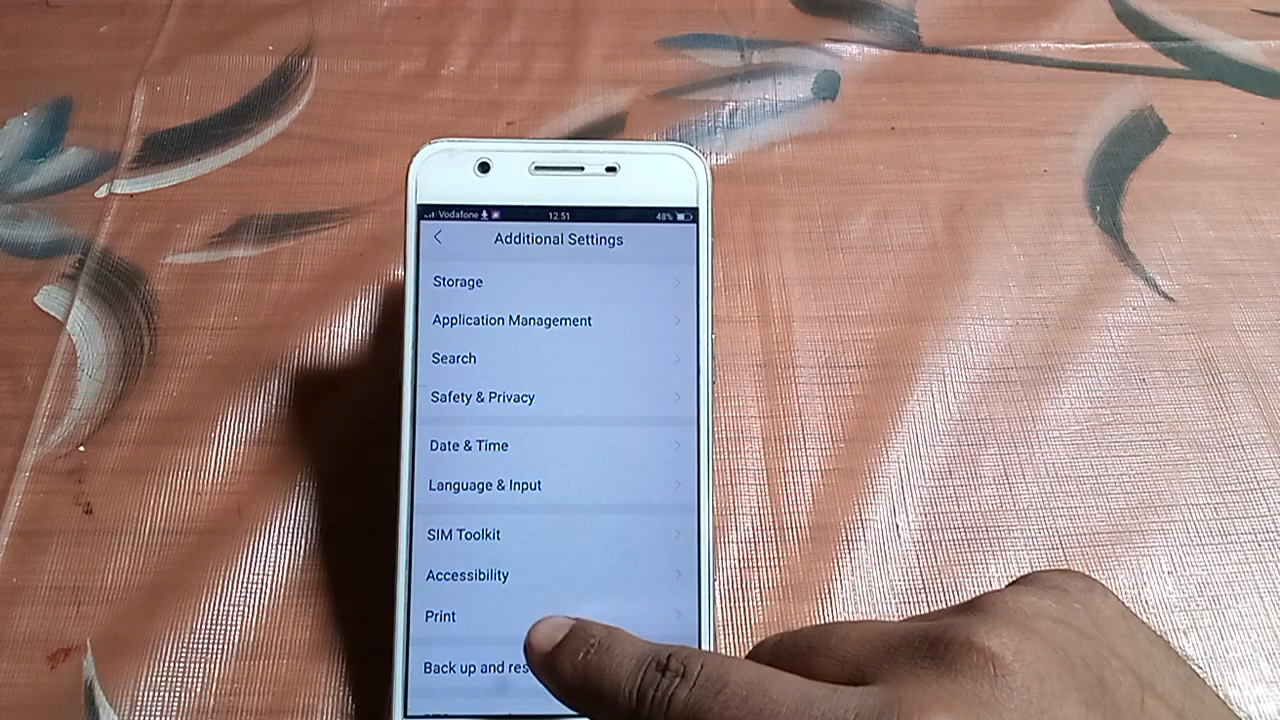 Vodafone 12:51 48%
Additional Settings
Storage
Application Management
Search
Safety & Privacy
Date & Time
Language & Input
SIM Toolkit
Accessibility
Print
Back up and res